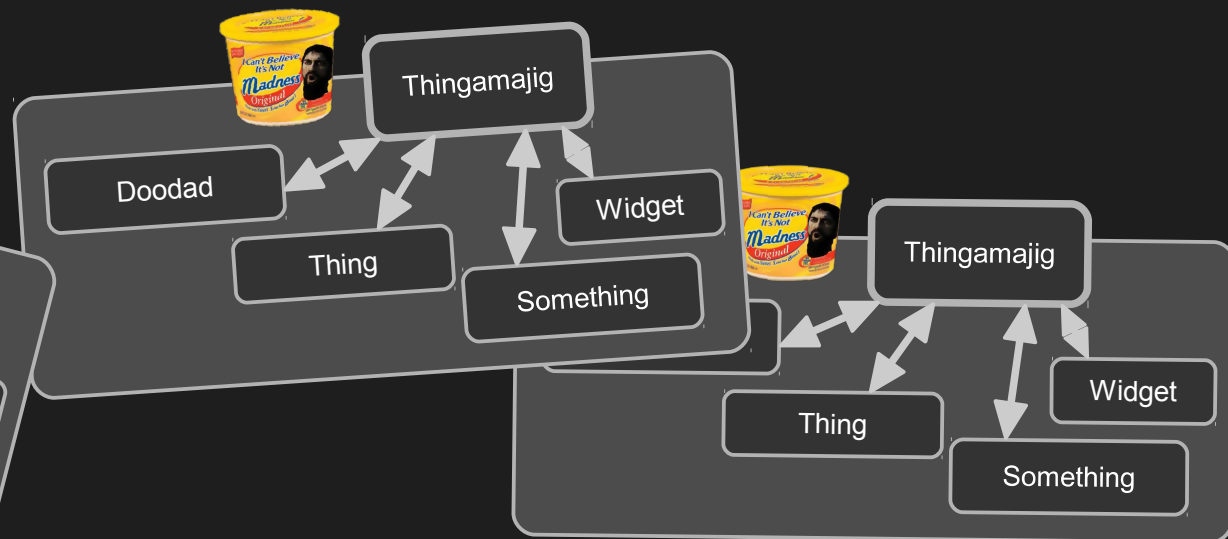 I Can't Believe
It's Not
Madness
Original
Thingamajig
Doodad
Thing
Widget
Something
I Can't Believe
It's Not
Madness
Original
Thingamajig
Thing
Widget
Something